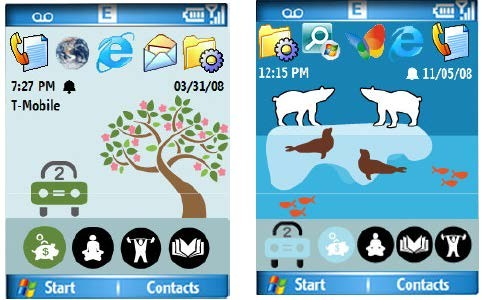 E
7:27 PM 03/31/08
T-Mobile
2
$
Start Contacts
E
12:15 PM 11/05/08
2
$
Start Contacts